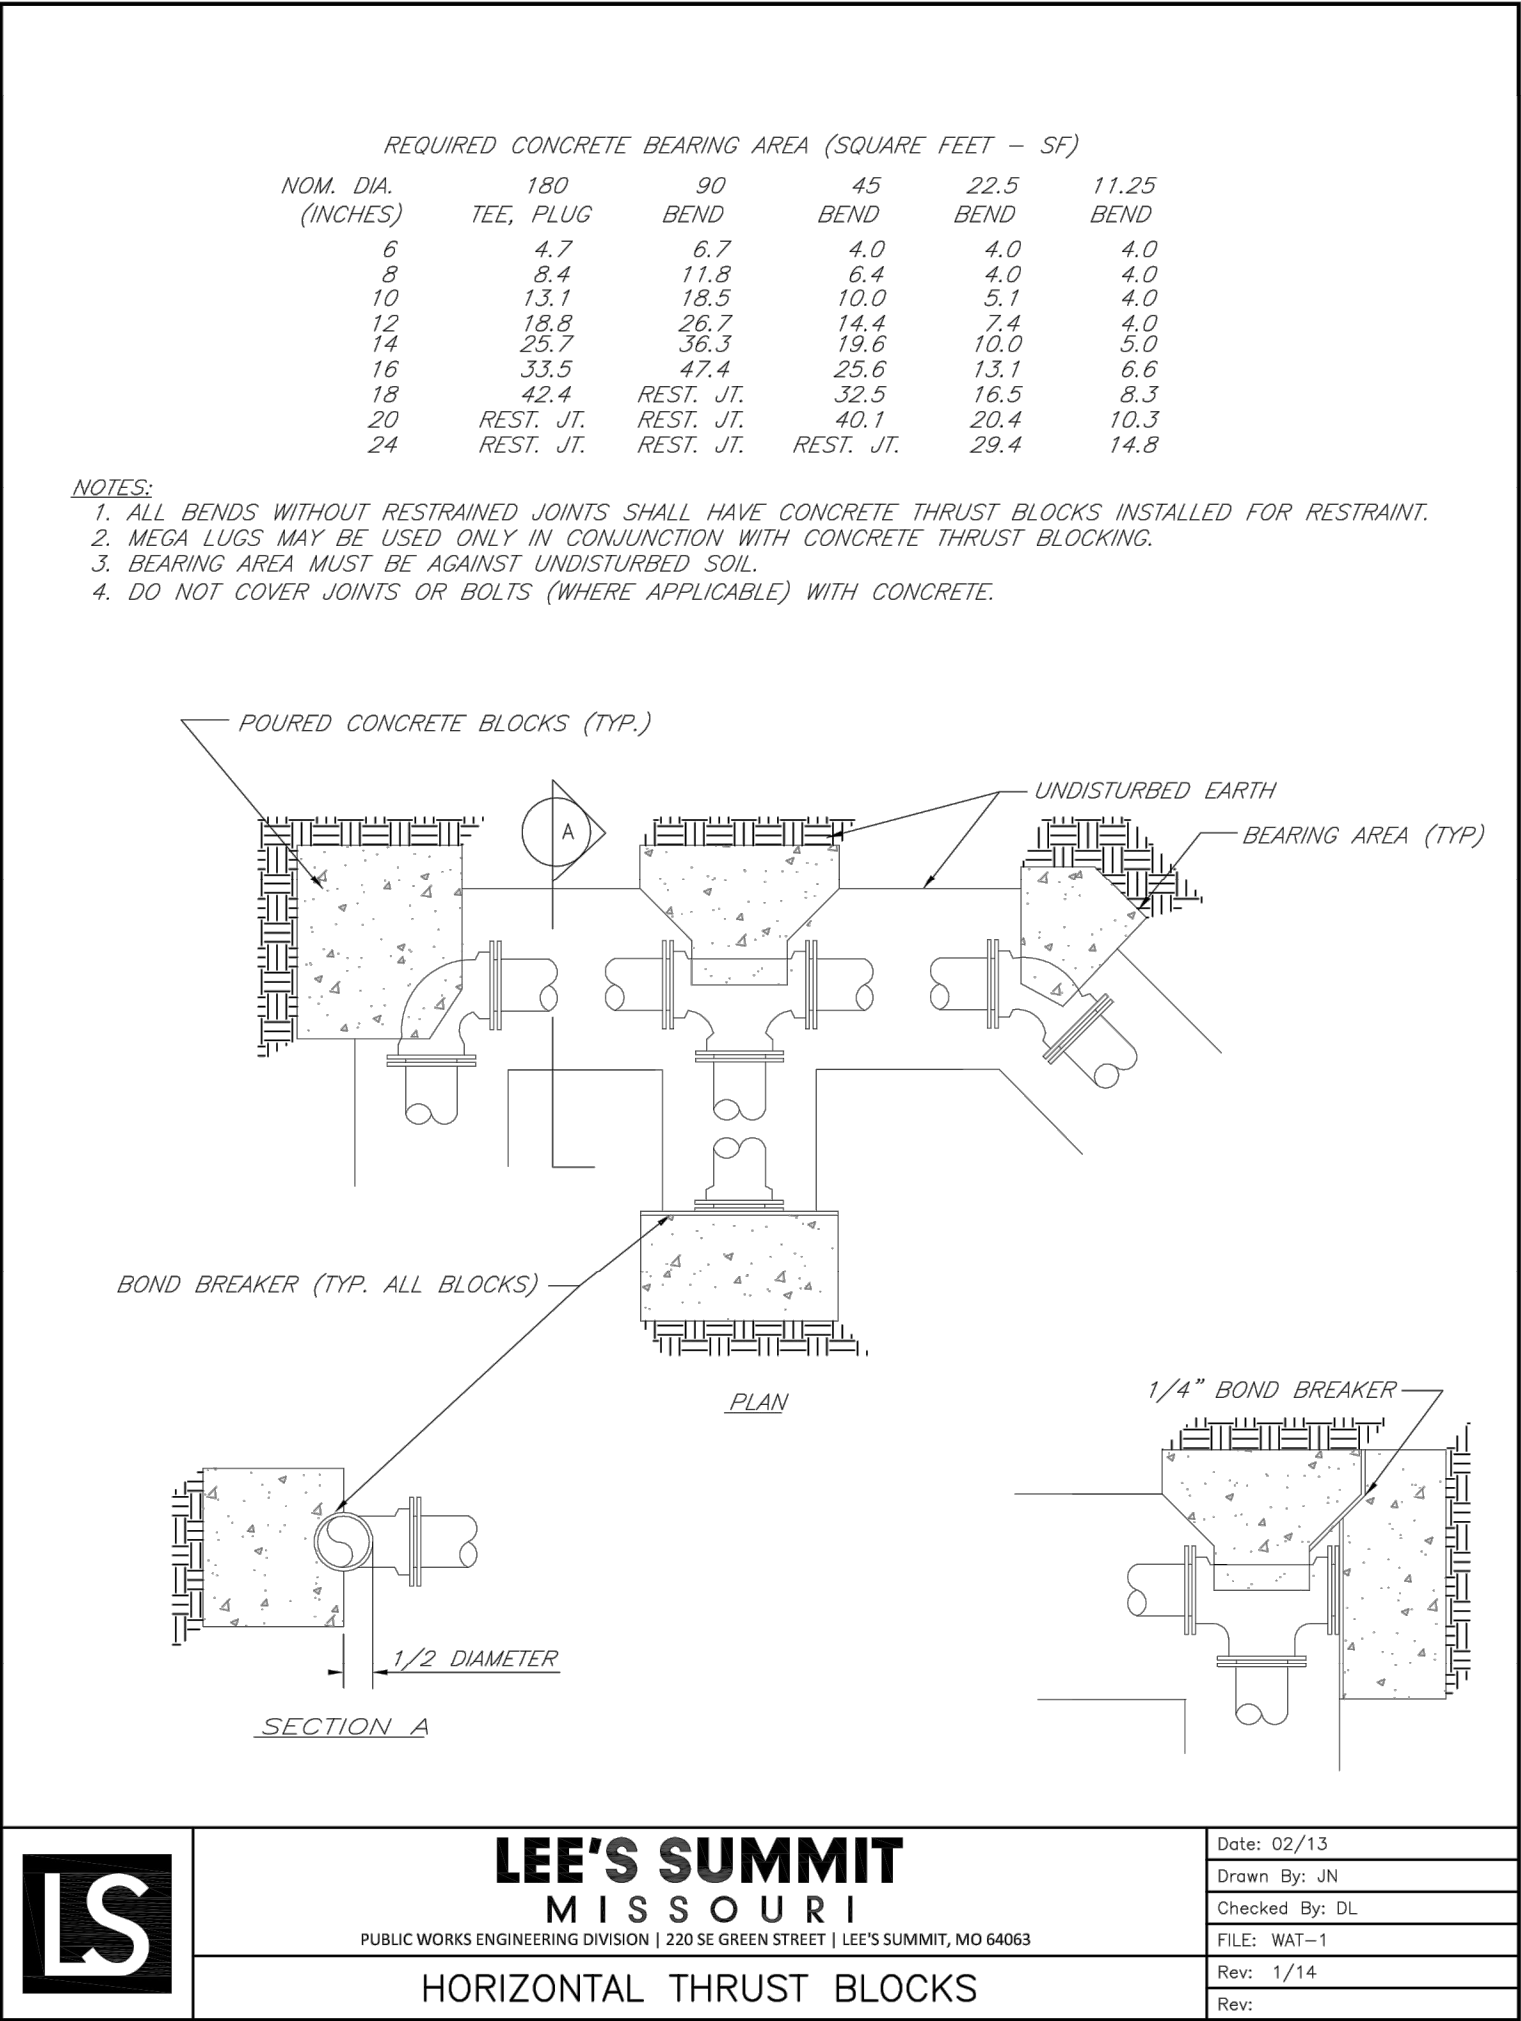 REQUIRED CONCRETE BEARING AREA (SQUARE FEET – SF)
NOM. DIA. 180 90 45 22.5 11.25
(INCHES) TEE, PLUG BEND BEND BEND BEND
6 4.7 6.7 4.0 4.0 4.0
8 8.4 11.8 6.4 4.0 4.0
10 13.1 18.5 10.0 5.1 4.0
12 18.8 26.7 14.4 7.4 4.0
14 25.7 36.3 19.6 10.0 5.0
16 33.5 47.4 25.6 13.1 6.6
18 42.4 REST. JT. 32.5 16.5 8.3
20 REST. JT. REST. JT. 40.1 20.4 10.3
24 REST. JT. REST. JT. REST. JT. 29.4 14.8
NOTES:
1. ALL BENDS WITHOUT RESTRAINED JOINTS SHALL HAVE CONCRETE THRUST BLOCKS INSTALLED FOR RESTRAINT.
2. MEGA LUGS MAY BE USED ONLY IN CONJUNCTION WITH CONCRETE THRUST BLOCKING.
3. BEARING AREA MUST BE AGAINST UNDISTURBED SOIL.
4. DO NOT COVER JOINTS OR BOLTS (WHERE APPLICABLE) WITH CONCRETE.
POURED CONCRETE BLOCKS (TYP.)
UNDISTURBED EARTH
A
BEARING AREA (TYP)
BOND BREAKER (TYP. ALL BLOCKS)
PLAN
1/4" BOND BREAKER
1/2 DIAMETER
SECTION A
LS
LEE'S SUMMIT
MISSOURI
PUBLIC WORKS ENGINEERING DIVISION | 220 SE GREEN STREET | LEE'S SUMMIT, MO 64063
HORIZONTAL THRUST BLOCKS
Date: 02/13
Drawn By: JN
Checked By: DL
FILE: WAT-1
Rev: 1/14
Rev: